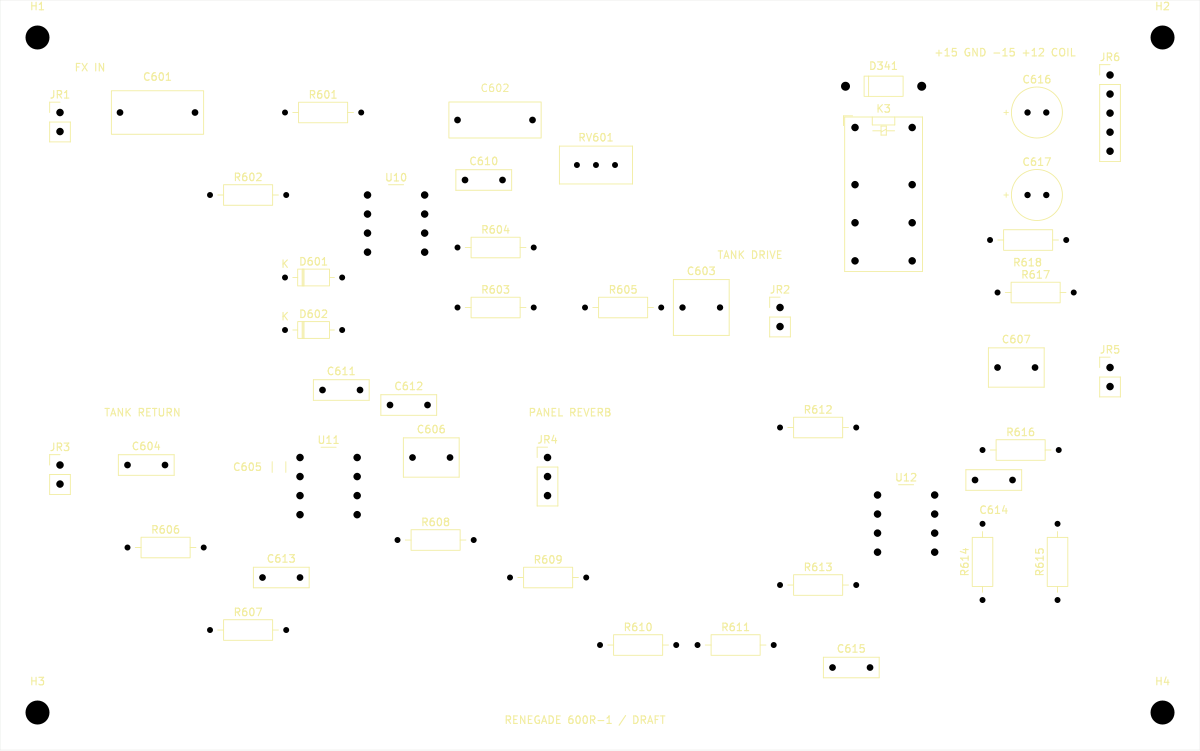 H1
H2
+15 GND -15 +12 COIL
JR6
FX IN
C601
D341
C616
C602
JR1
R601
K3
+
RV601
C610
C617
R602
U10
+
R604
TANK DRIVE
K D601
R618
C603
R617
JR2
R603
R605
K D602
C607
JR5
C611
C612
TANK RETURN
PANEL REVERB
R612
C606
R616
JR3
C604
U11
JR4
C605
U12
C614
R608
R606
C613
R609
R613
R614
R615
R607
R610
R611
C615
H3
H4
RENEGADE 600R-1 / DRAFT